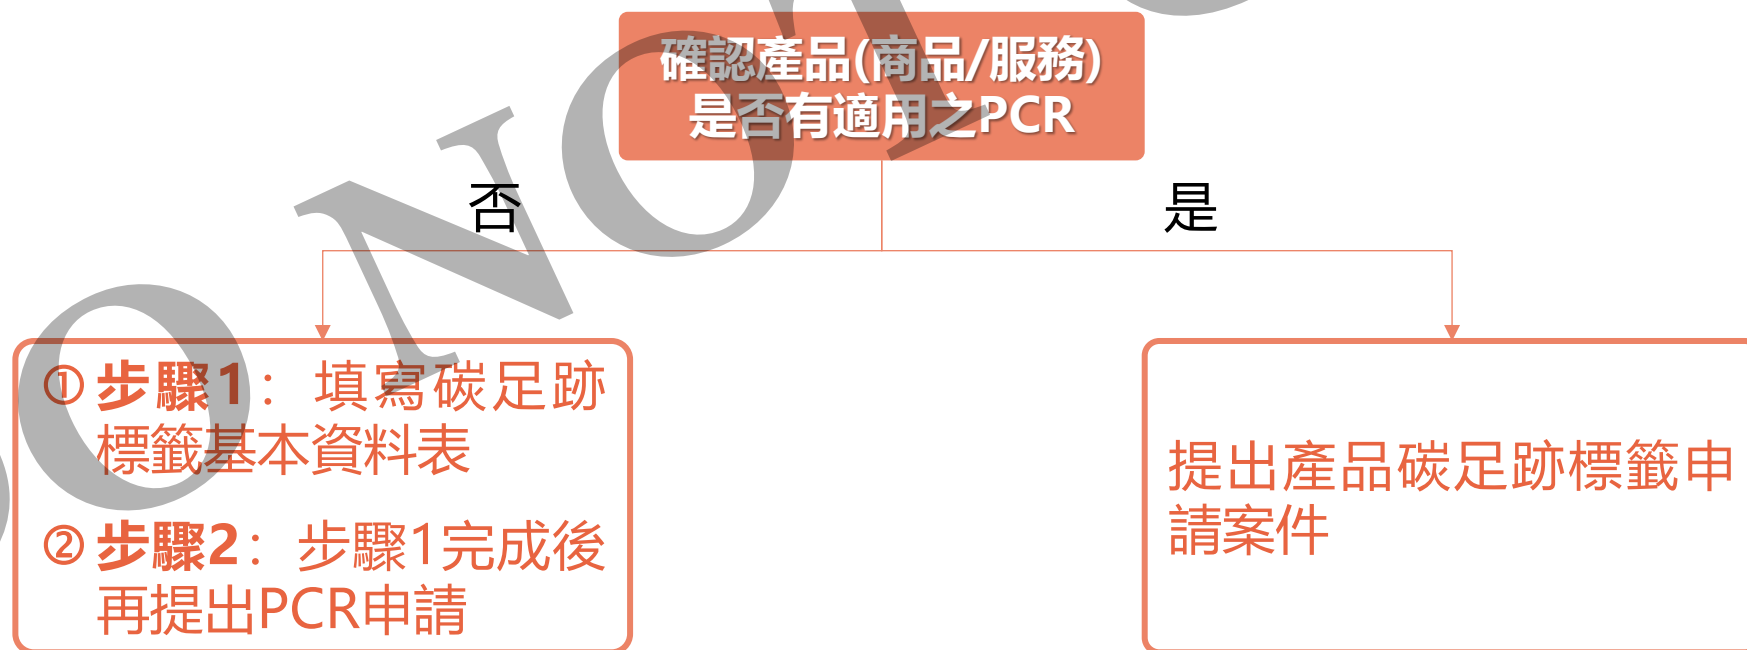 確認產品(商品/服務)
是否有適用之PCR
否
是
①步驟1：填寫碳足跡
標籤基本資料表
②步驟2：步驟1完成後
再提出PCR申請
提出產品碳足跡標籤申
請案件
O NOT